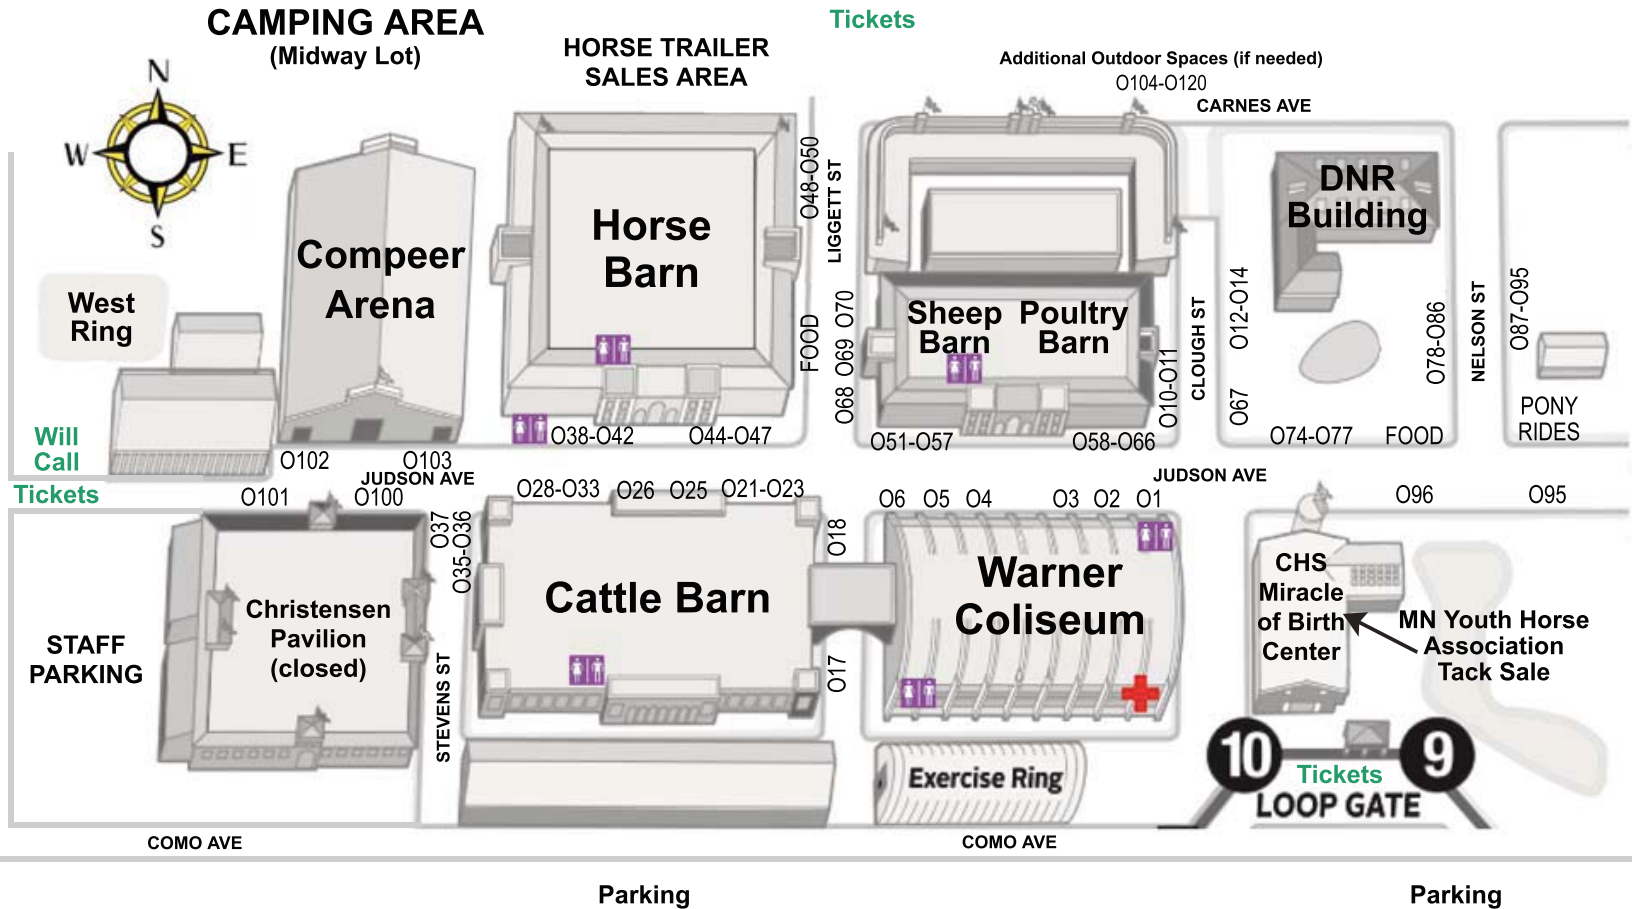 CAMPING AREA
(Midway Lot)
Tickets
HORSE TRAILER
SALES AREA
Additional Outdoor Spaces (if needed)
O104-O120
CARNES AVE
N
W
E
S
O48-O50
LIGGETT ST
DNR
Building
Horse
Barn
Compeer
Arena
West
Ring
Sheep
Barn
Poultry
Barn
FOOD
O70
O69
O68
O10-O11
CLOUGH ST
O12-O14
O67
O78-O86
NELSON ST
O87-O95
PONY
RIDES
Will
Call
O38-O42
O44-O47
O51-O57
O58-O66
O74-O77
FOOD
O102
O103
JUDSON AVE
JUDSON AVE
Tickets
O101
O100
O37
O35-O36
O28-O33
O26
O25
O21-O23
O18
O6
O5
O4
O3
O2
O1
O96
O95
STAFF
PARKING
Christensen
Pavilion
(closed)
Cattle Barn
Warner
Coliseum
CHS
Miracle
of Birth
Center
MN Youth Horse
Association
Tack Sale
STEVENS ST
O17
Exercise Ring
10
9
Tickets
LOOP GATE
COMO AVE
COMO AVE
Parking
Parking